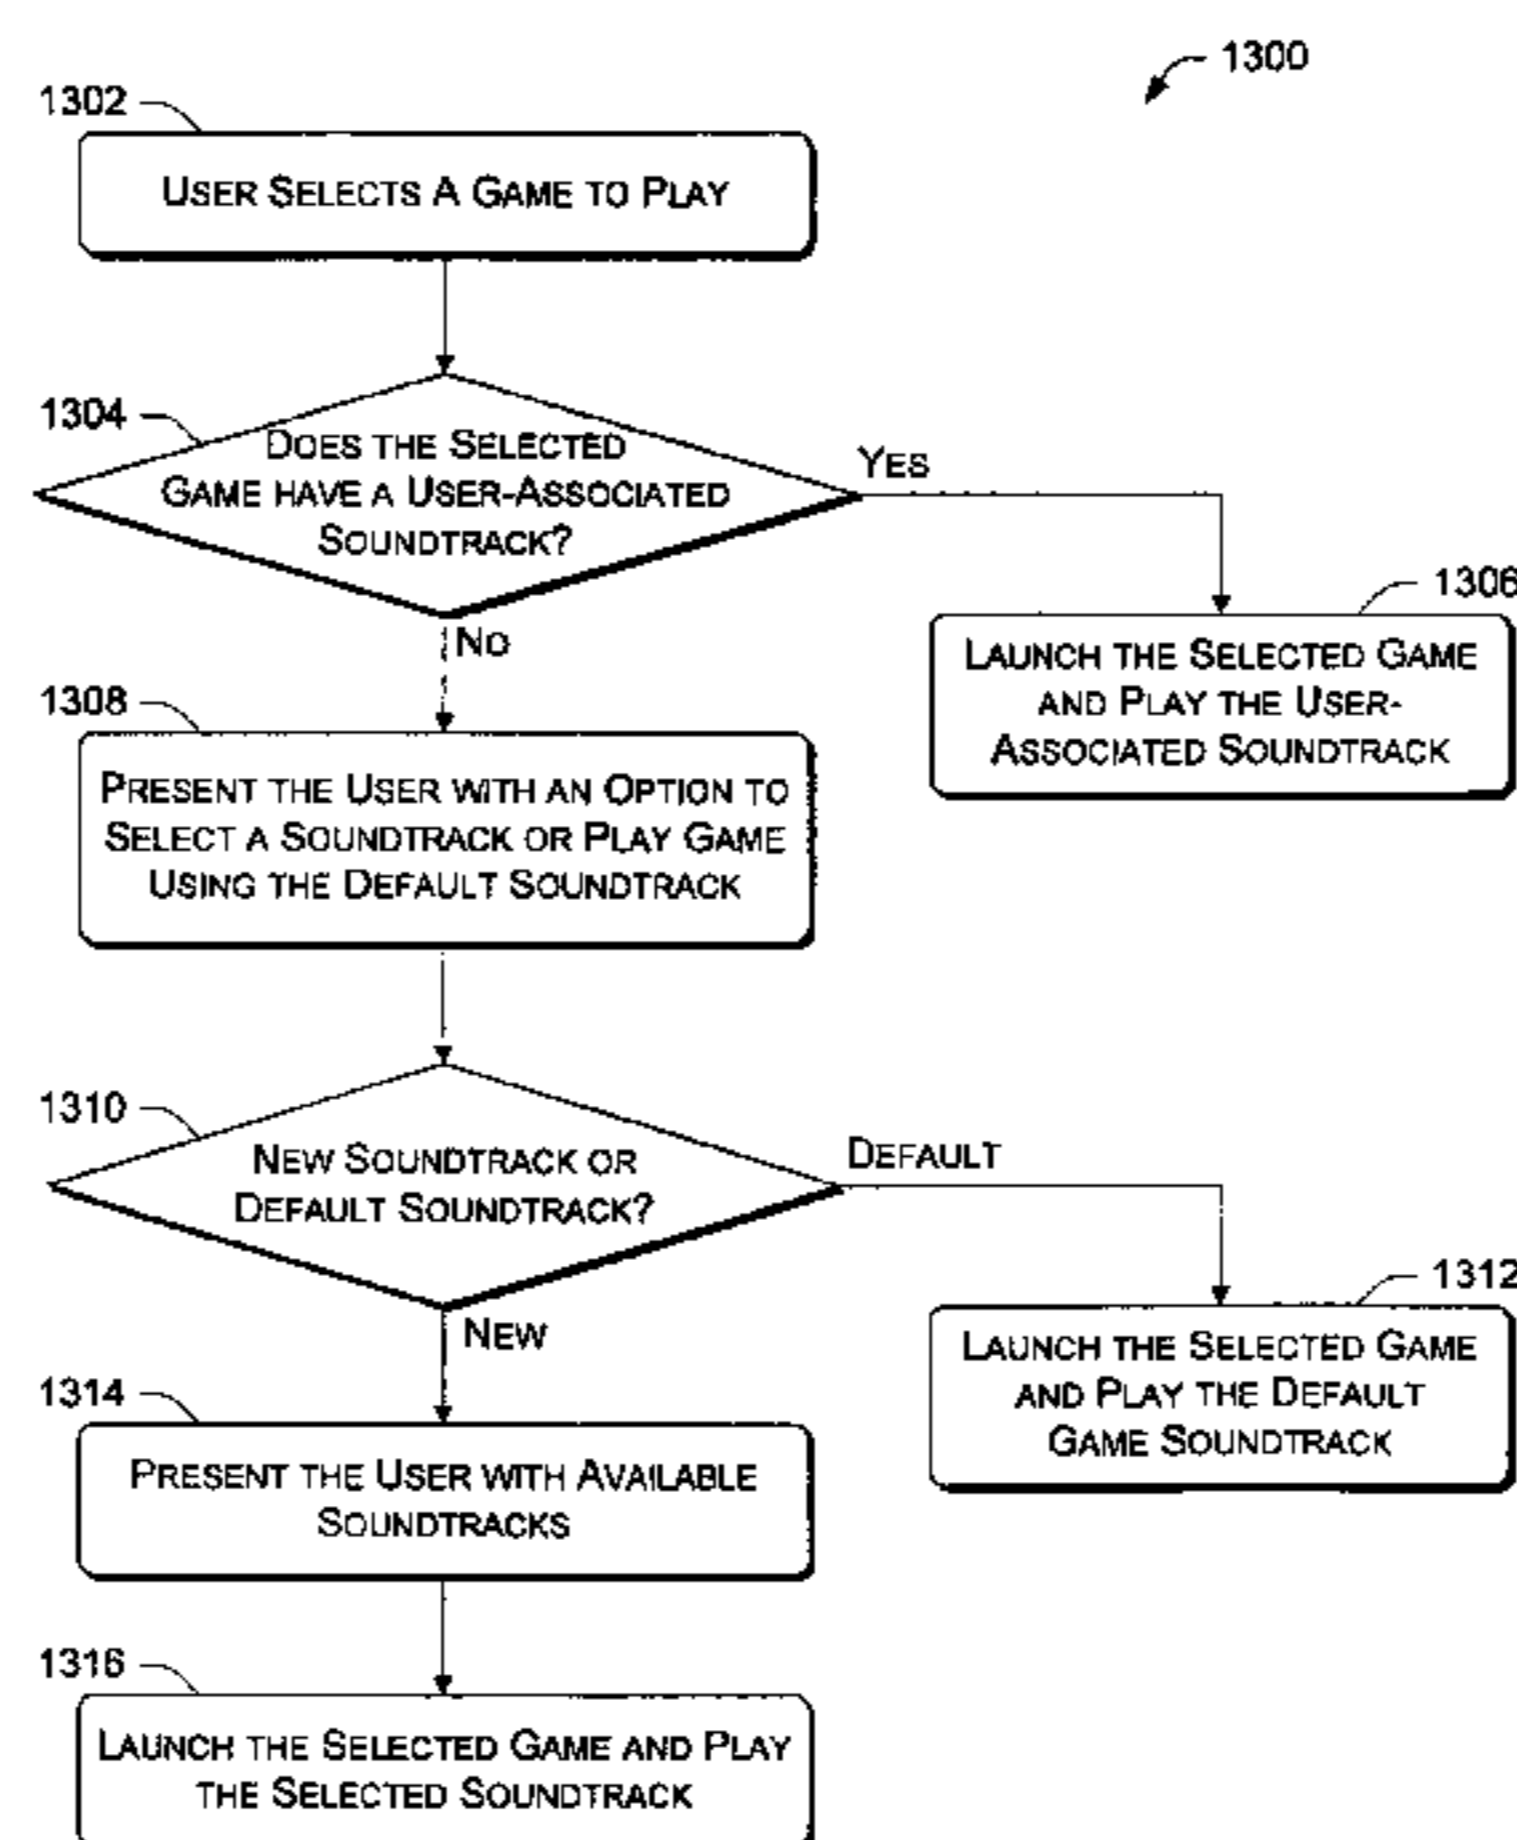 1300
1302
USER SELECTS A GAME TO PLAY
1304
DOES THE SELECTED
GAME HAVE A USER-ASSOCIATED
SOUNDTRACK?
YES
NO
1306
LAUNCH THE SELECTED GAME
AND PLAY THE USER-
ASSOCIATED SOUNDTRACK
1308
PRESENT THE USER WITH AN OPTION TO
SELECT A SOUNDTRACK OR PLAY GAME
USING THE DEFAULT SOUNDTRACK
1310
NEW SOUNDTRACK OR
DEFAULT SOUNDTRACK?
DEFAULT
NEW
1312
LAUNCH THE SELECTED GAME
AND PLAY THE DEFAULT
GAME SOUNDTRACK
1314
PRESENT THE USER WITH AVAILABLE
SOUNDTRACKS
1316
LAUNCH THE SELECTED GAME AND PLAY
THE SELECTED SOUNDTRACK